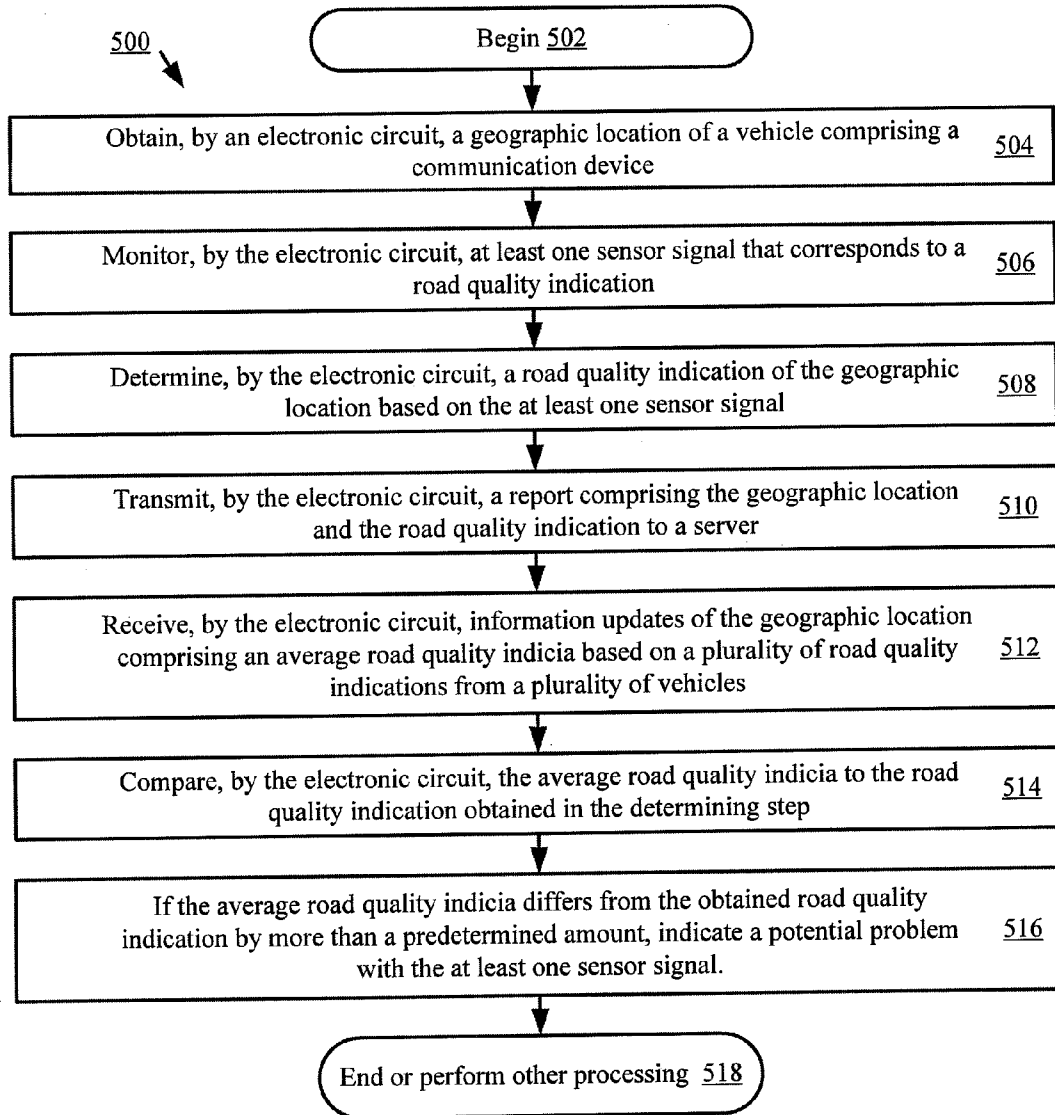 500
Begin 502
Obtain, by an electronic circuit, a geographic location of a vehicle comprising a
communication device
504
Monitor, by the electronic circuit, at least one sensor signal that corresponds to a
road quality indication
506
Determine, by the electronic circuit, a road quality indication of the geographic
location based on the at least one sensor signal
508
Transmit, by the electronic circuit, a report comprising the geographic location
and the road quality indication to a server
510
Receive, by the electronic circuit, information updates of the geographic location
comprising an average road quality indicia based on a plurality of road quality
indications from a plurality of vehicles
512
Compare, by the electronic circuit, the average road quality indicia to the road
quality indication obtained in the determining step
514
If the average road quality indicia differs from the obtained road quality
indication by more than a predetermined amount, indicate a potential problem
with the at least one sensor signal.
516
End or perform other processing 518